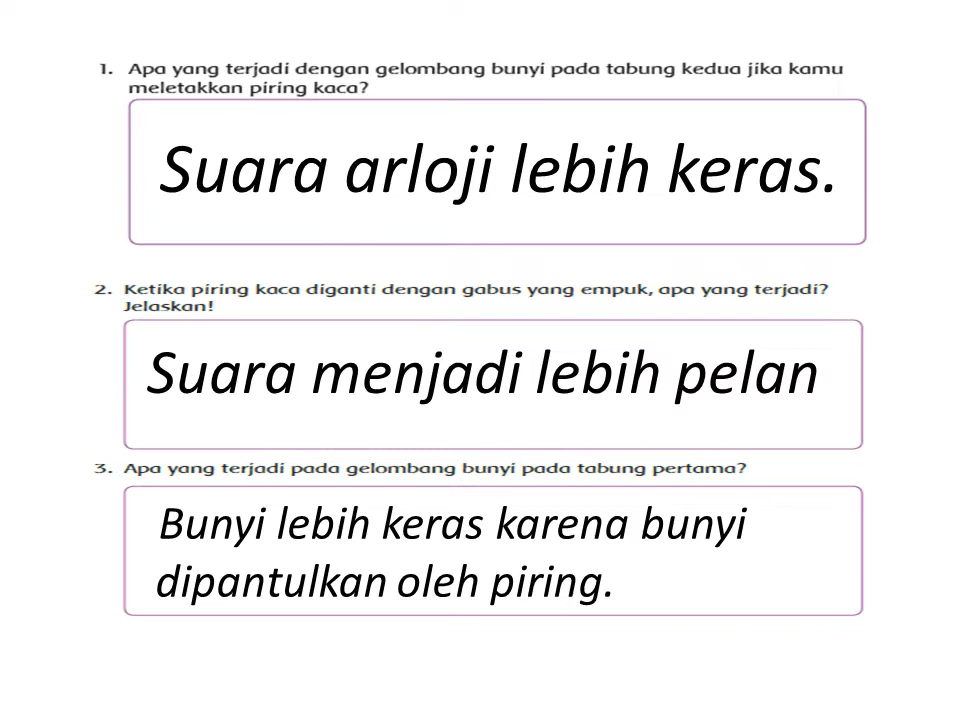 1. Apa yang terjadi dengan gelombang bunyi pada tabung kedua jika kamu
meletakkan piring kaca?
Suara arloji lebih keras.
2. Ketika piring kaca diganti dengan gabus yang empuk, apa yang terjadi?
Jelaskan!
Suara menjadi lebih pelan
3. Apa yang terjadi pada gelombang bunyi pada tabung pertama?
Bunyi lebih keras karena bunyi
dipantulkan oleh piring.